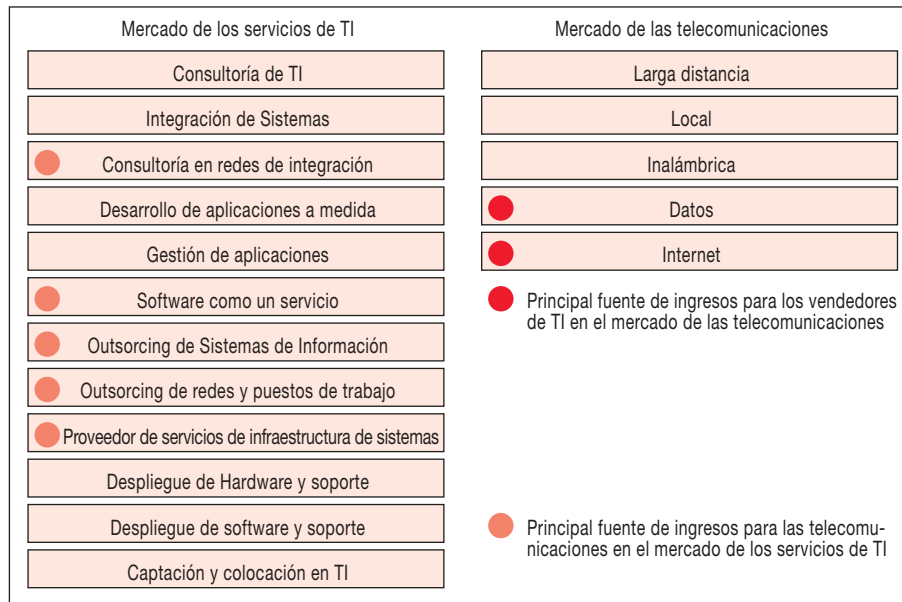 Mercado de los servicios de TI
Consultoría de TI
Integración de Sistemas
Consultoría en redes de integración
Desarrollo de aplicaciones a medida
Gestión de aplicaciones
Software como un servicio
Outsorcing de Sistemas de Información
Outsorcing de redes y puestos de trabajo
Proveedor de servicios de infraestructura de sistemas
Despliegue de Hardware y soporte
Despliegue de software y soporte
Captación y colocación en TI
Mercado de las telecomunicaciones
Larga distancia
Local
Inalámbrica
Datos
Internet
Principal fuente de ingresos para los vendedores
de TI en el mercado de las telecomunicaciones
Principal fuente de ingresos para las telecomu-
nicaciones en el mercado de los servicios de TI